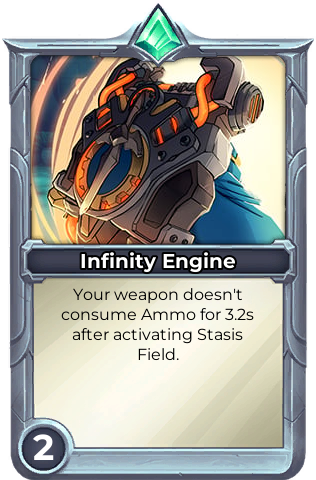 Infinity Engine
Your weapon doesn't
consume Ammo for 3.2s
after activating Stasis
Field.
2